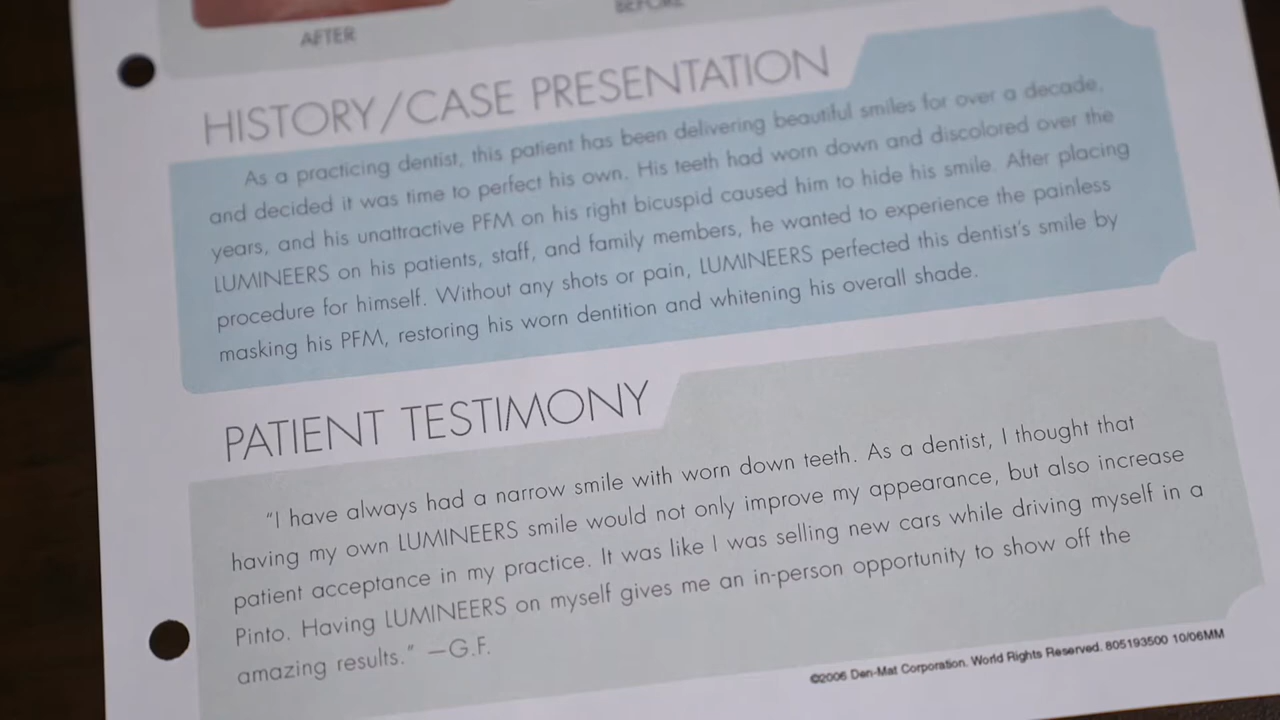 AFTER
BEFORE
HISTORY/CASE PRESENTATION
As a practicing dentist, this patient has been delivering beautiful smiles for over a decade,
and decided it was time to perfect his own. His teeth had worn down and discolored over the
years, and his unattractive PFM on his right bicuspid caused him to hide his smile. After placing
LUMINEERS on his patients, staff, and family members, he wanted to experience the painless
procedure for himself. Without any shots or pain, LUMINEERS perfected this dentist's smile by
masking his PFM, restoring his worn dentition and whitening his overall shade.
PATIENT TESTIMONY
"I have always had a narrow smile with worn down teeth. As a dentist, I thought that
having my own LUMINEERS smile would not only improve my appearance, but also increase
patient acceptance in my practice. It was like I was selling new cars while driving myself in a
Pinto. Having LUMINEERS on myself gives me an in-person opportunity to show off the
amazing results." —G.F.
©2006 Den-Mat Corporation. World Rights Reserved. 805193500 10/06MM